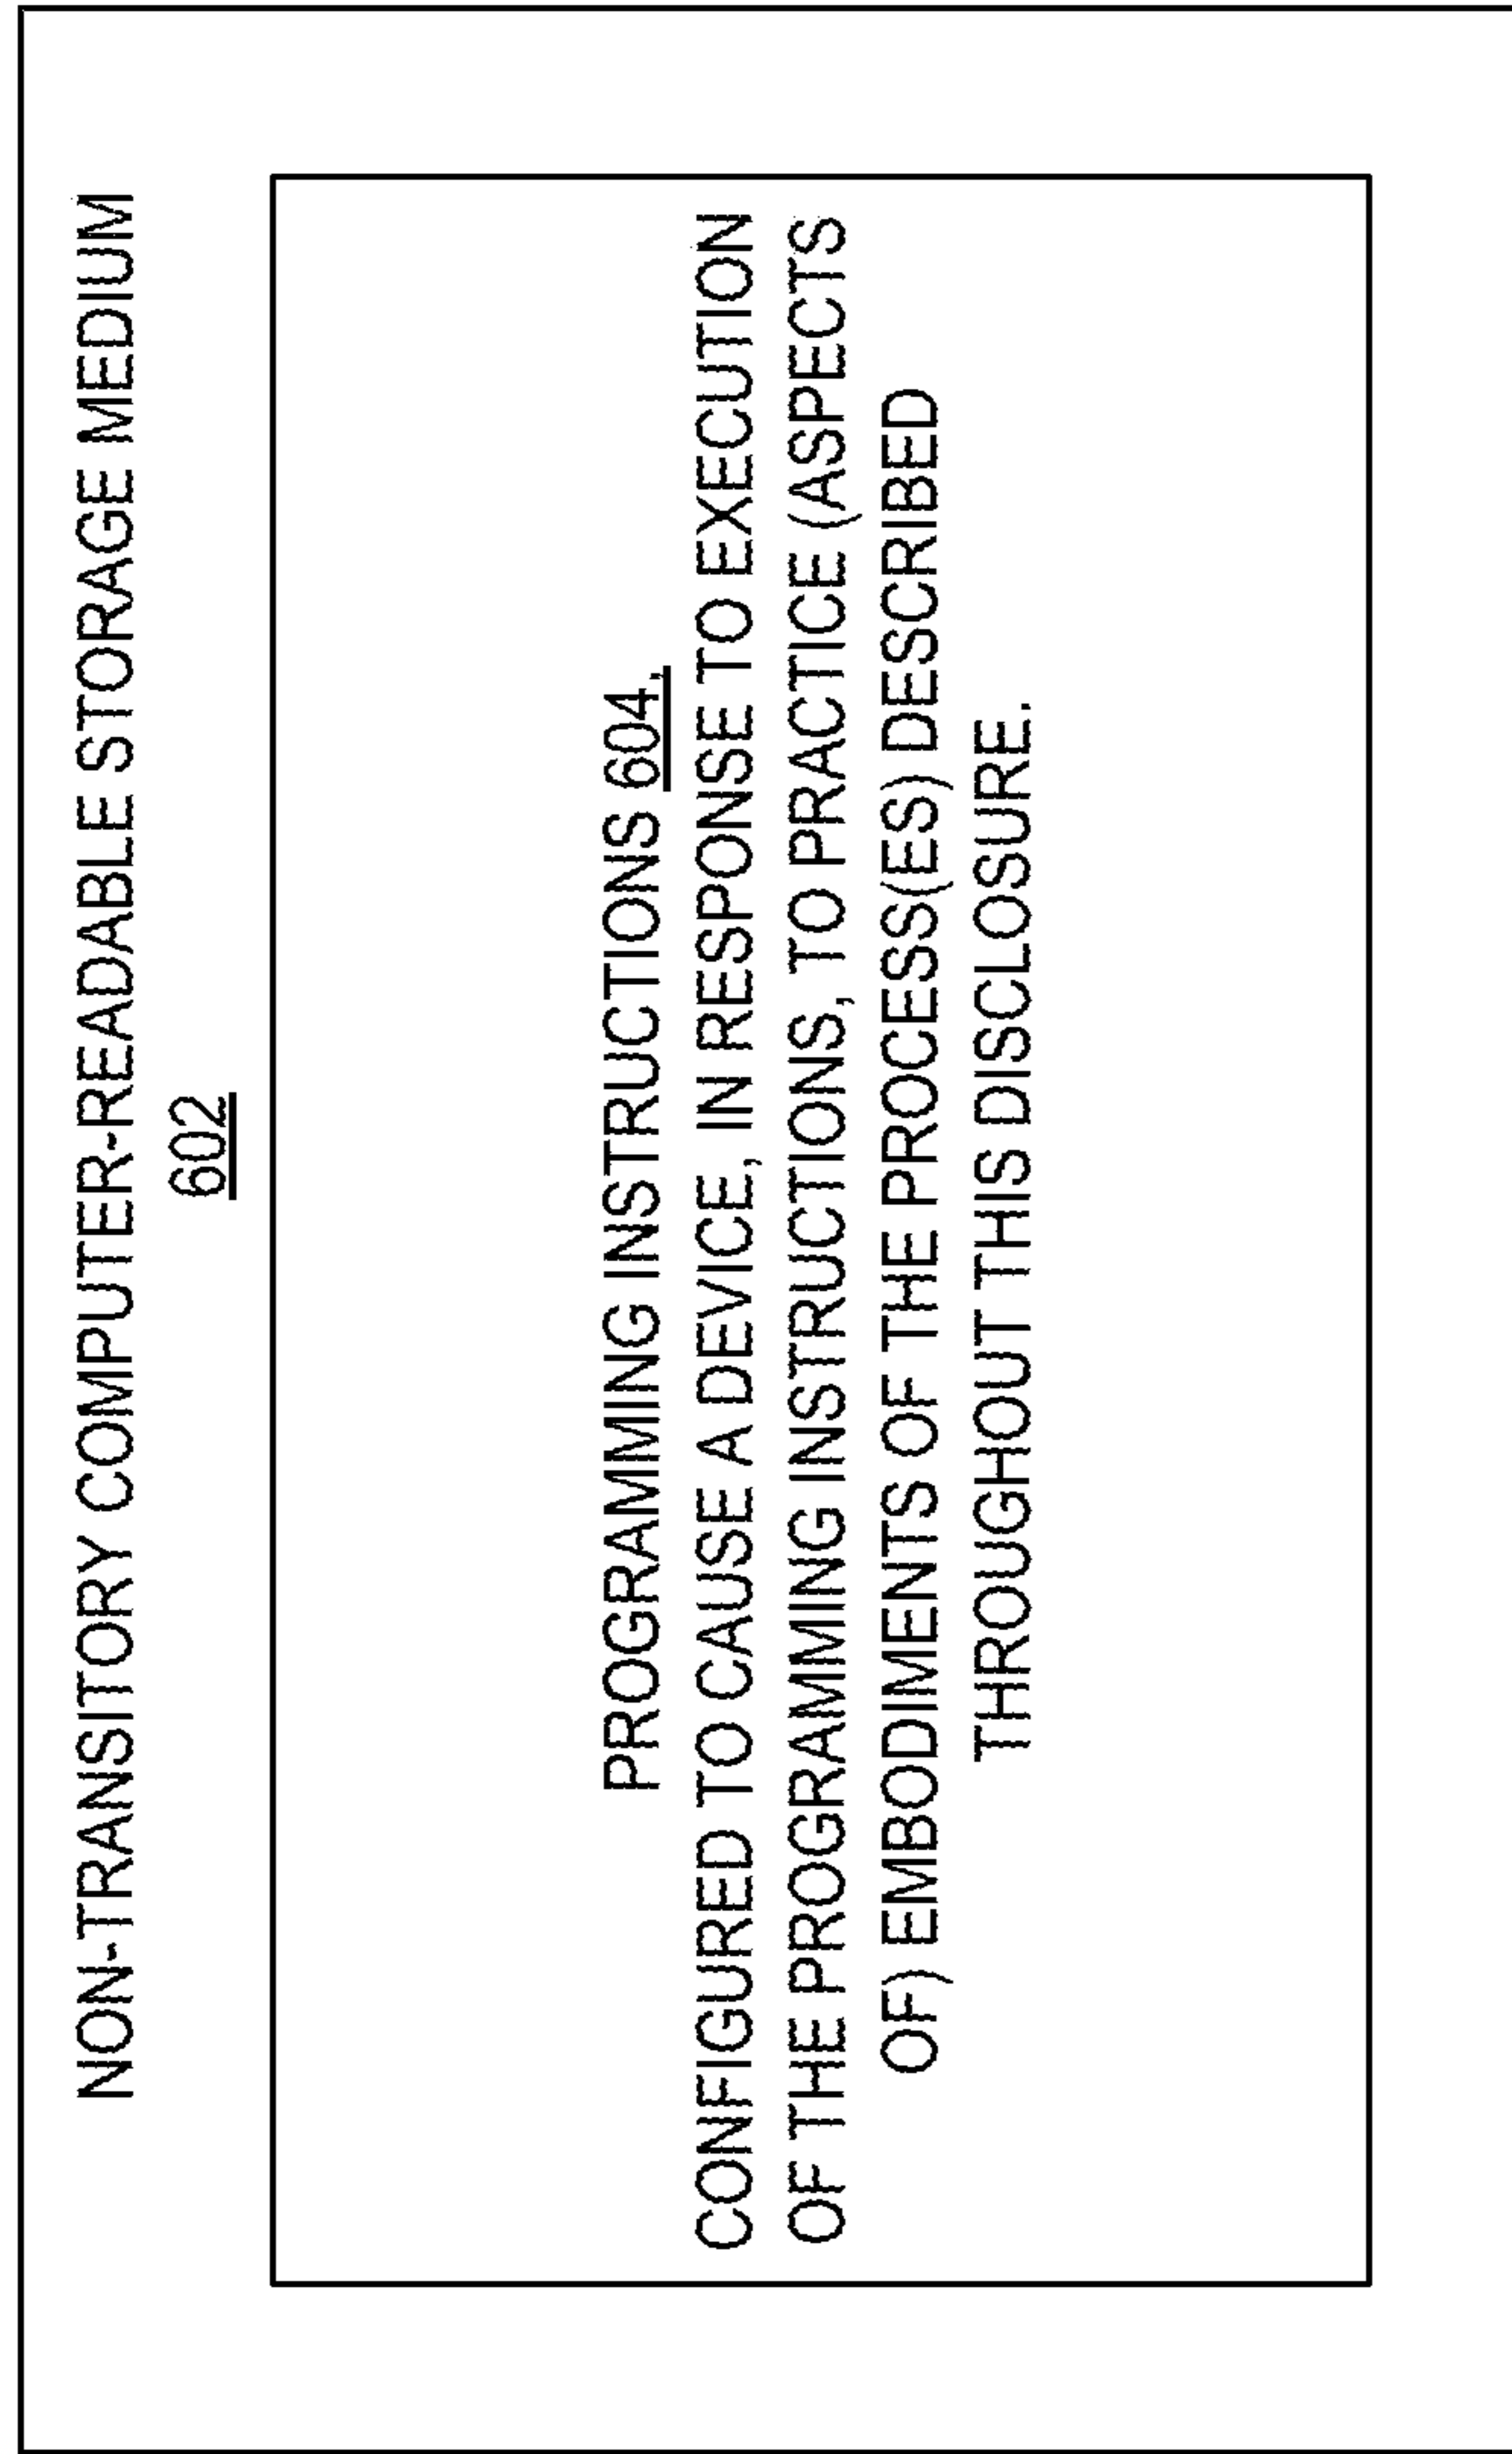 NON-TRANSITORY COMPUTER-READABLE STORAGE MEDIUM
602
PROGRAMMING INSTRUCTIONS 604,
CONFIGURED TO CAUSE A DEVICE, IN RESPONSE TO EXECUTION
OF THE PROGRAMMING INSTRUCTIONS, TO PRACTICE (ASPECTS
OF) EMBODIMENTS OF THE PROCESS(ES) DESCRIBED
THROUGHOUT THIS DISCLOSURE.